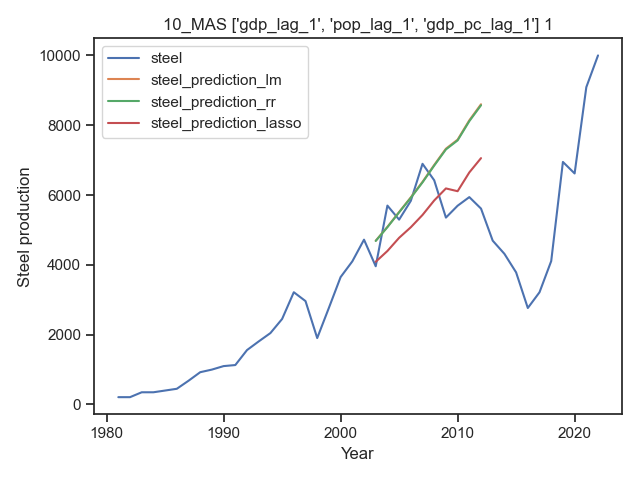 10_MAS ['gdp_lag_1', 'pop_lag_1', 'gdp_pc_lag_1'] 1
steel
steel_prediction_lm
steel_prediction_rr
steel_prediction_lasso
Steel production
10000
8000
6000
4000
2000
0
1980 1990 2000 2010 2020
Year